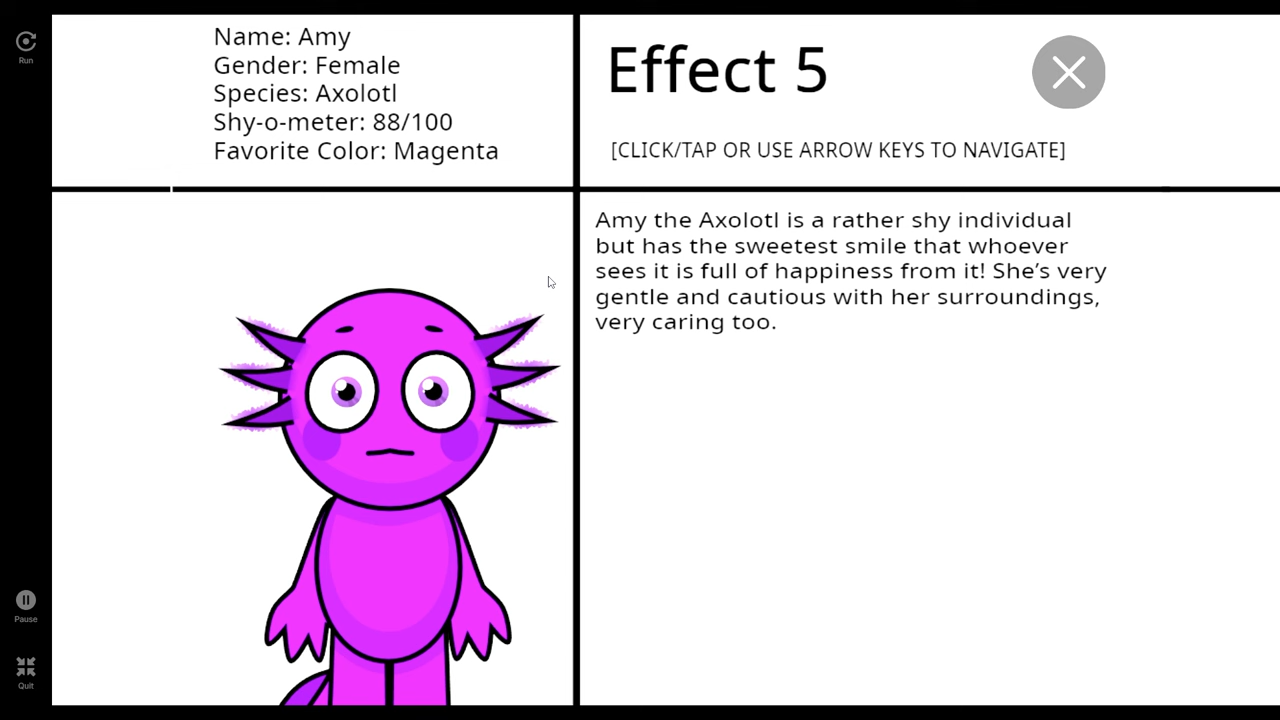 Run
Name: Amy
Gender: Female
Species: Axolotl
Shy-o-meter: 88/100
Favorite Color: Magenta
Effect 5
[CLICK/TAP OR USE ARROW KEYS TO NAVIGATE]
Amy the Axolotl is a rather shy individual
but has the sweetest smile that whoever
sees it is full of happiness from it! She’s very
gentle and cautious with her surroundings,
very caring too.
Pause
Quit